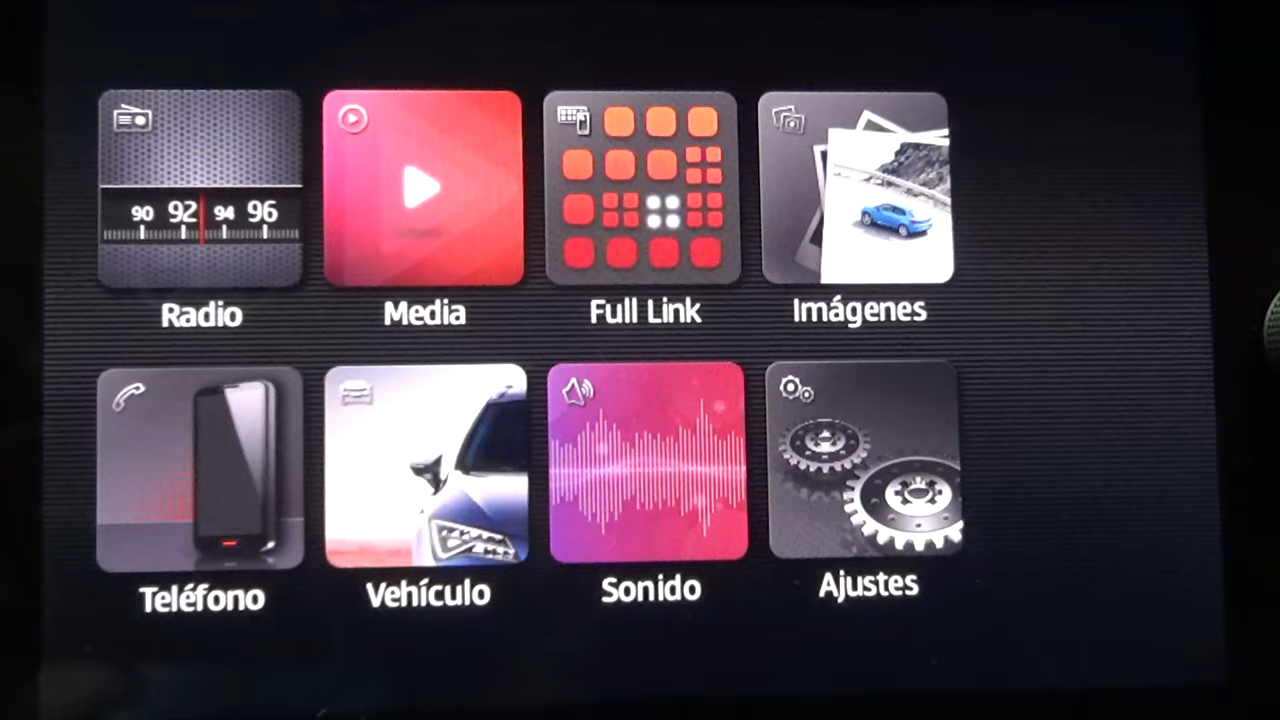 90 92 94 96
Radio
Media
Full Link
Imágenes
Teléfono
Vehículo
Sonido
Ajustes